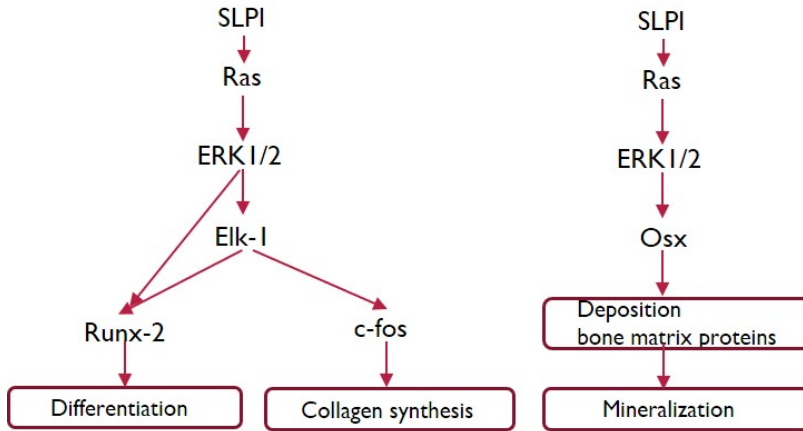 SLPI
Ras
ERK1/2
Elk-1
Runx-2
c-fos
Differentiation
Collagen synthesis
SLPI
Ras
ERK1/2
Osx
Deposition
bone matrix proteins
Mineralization